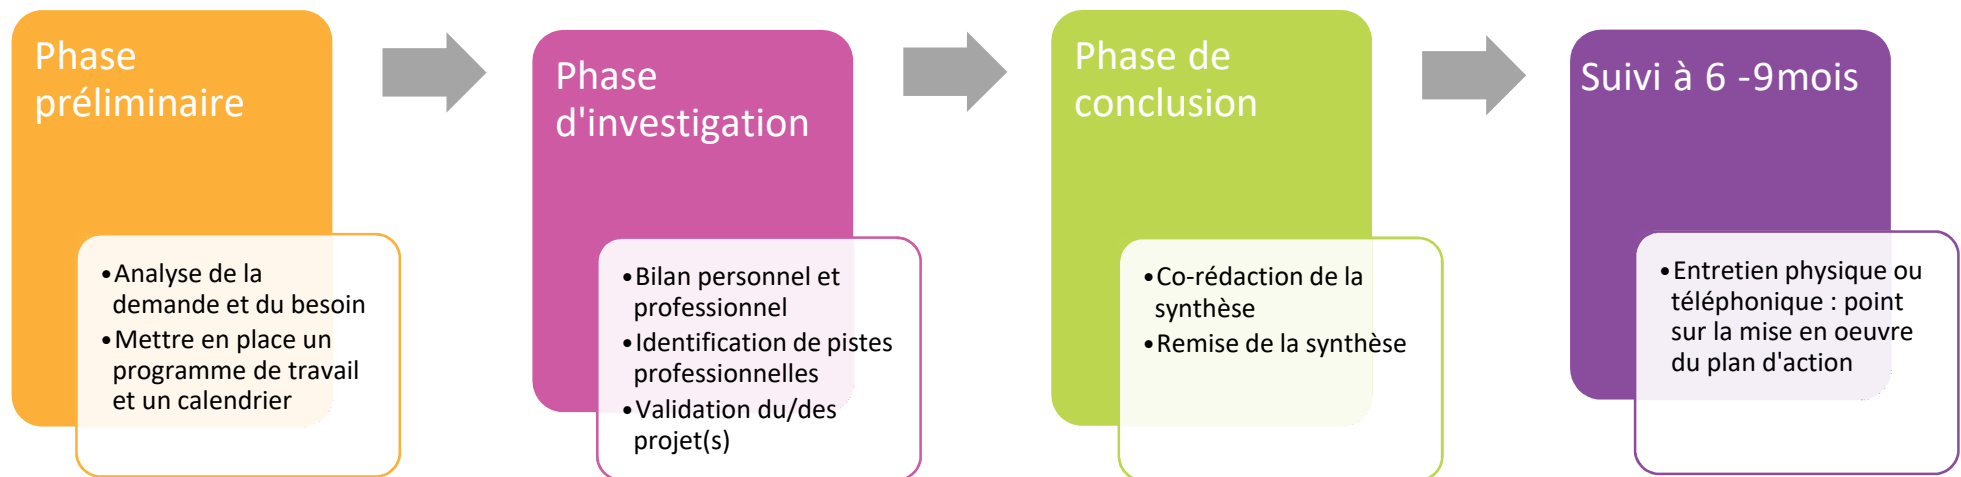 Phase
préliminaire
•Analyse de la
demande et du besoin
•Mettre en place un
programme de travail
et un calendrier
Phase
d'investigation
•Bilan personnel et
professionnel
•Identification de pistes
professionnelles
•Validation du/des
projet(s)
Phase de
conclusion
•Co-rédaction de la
synthèse
•Remise de la synthèse
Suivi à 6 -9mois
•Entretien physique ou
téléphonique : point
sur la mise en oeuvre
du plan d'action